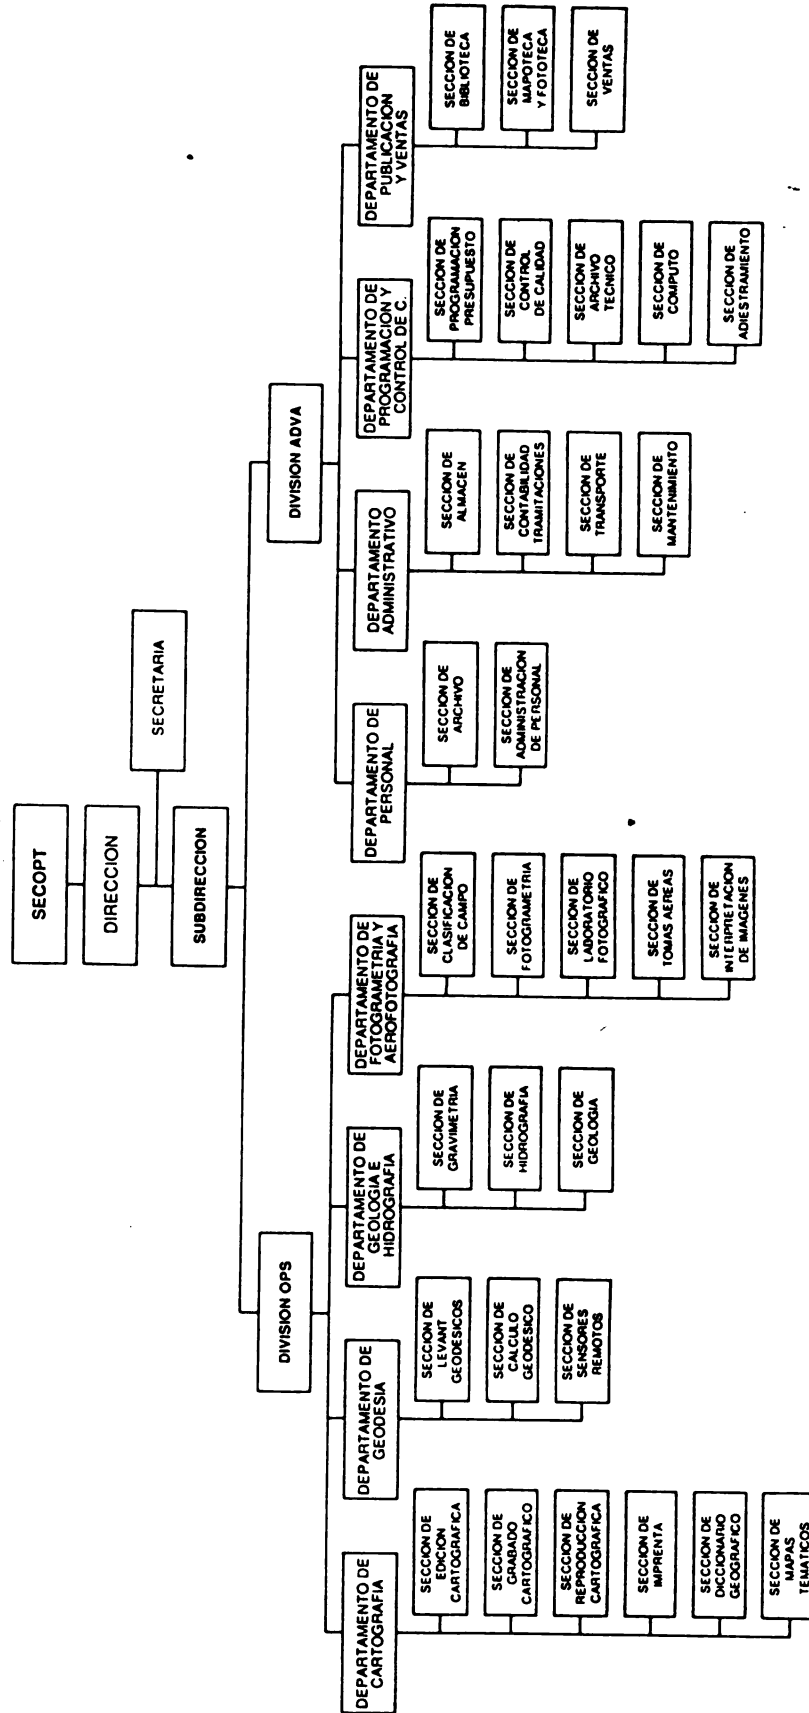 SECOPT
DIRECCION
SECRETARIA
SUBDIRECCION
DIVISION OPS
DIVISION ADVA
DEPARTAMENTO DE
CARTOGRAFIA
SECCION DE
EDICION
CARTOGRAFICA
SECCION DE
GRABADO
CARTOGRAFICO
SECCION DE
REPRODUCCION
CARTOGRAFICA
SECCION DE
IMPRENTA
SECCION DE
DICCIONARIO
GEOGRAFICO
SECCION DE
MAPAS
TEMATICOS
DEPARTAMENTO DE
GEODESIA
SECCION DE
LEVANT
GEODESICOS
SECCION DE
CALCULO
GEODESICO
SECCION DE
SENSORES
REMOTOS
DEPARTAMENTO DE
GEOLOGIA E
HIDROGRAFIA
SECCION DE
GRAVIMETRIA
SECCION DE
HIDROGRAFIA
SECCION DE
GEOLOGIA
DEPARTAMENTO DE
FOTOGRAMETRIA Y
AEROFOTOGRAFIA
SECCION DE
CLASIFICACION
DE CAMPO
SECCION DE
FOTOGRAMETRIA
SECCION DE
LABORATORIO
FOTOGRAFICO
SECCION DE
TOMAS AEREAS
SECCION DE
INTERPRETACION
DE IMAGENES
DEPARTAMENTO DE
PERSONAL
SECCION DE
ARCHIVO
SECCION DE
ADMINISTRACION
DE PERSONAL
DEPARTAMENTO
ADMINISTRATIVO
SECCION DE
ALMACEN
SECCION DE
CONTABILIDAD
TRAMITACIONES
SECCION DE
TRANSPORTE
SECCION DE
MANTENIMIENTO
DEPARTAMENTO DE
PROGRAMACION Y
CONTROL DE C.
SECCION DE
PROGRAMACION
PRESUPUESTO
SECCION DE
CONTROL
DE CALIDAD
SECCION DE
ARCHIVO
TECNICO
SECCION DE
COMPUTO
SECCION DE
ADIESTRAMIENTO
DEPARTAMENTO DE
PUBLICACION
Y VENTAS
SECCION DE
BIBLIOTECA
SECCION DE
MAPOTECA
Y FOTOTECA
SECCION DE
VENTAS